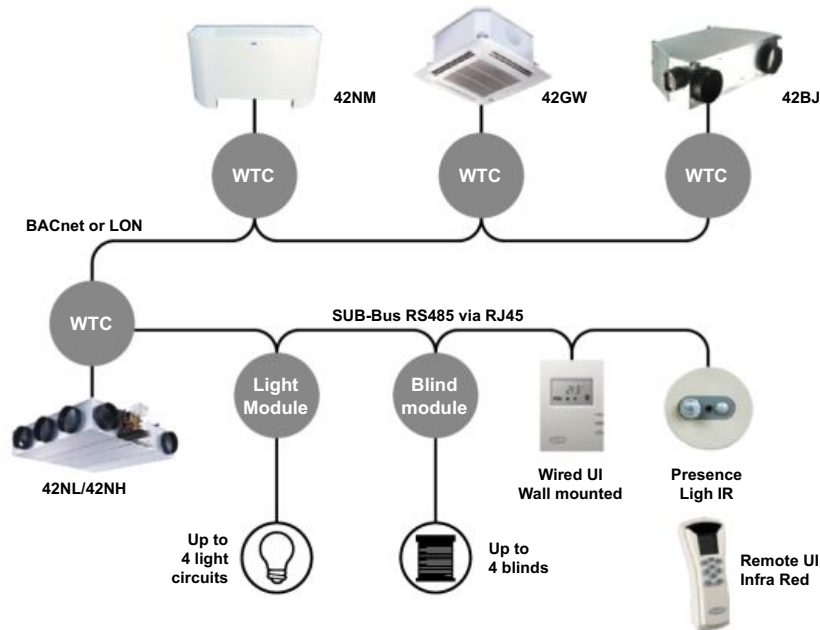 42NM
42GW
42BJ
WTC
WTC
WTC
BACnet or LON
WTC
SUB-Bus RS485 via RJ45
Light
Module
Blind
module
42NL/42NH
Wired UI
Wall mounted
Presence
Ligh IR
Up to
4 light
circuits
Up to
4 blinds
Remote UI
Infra Red